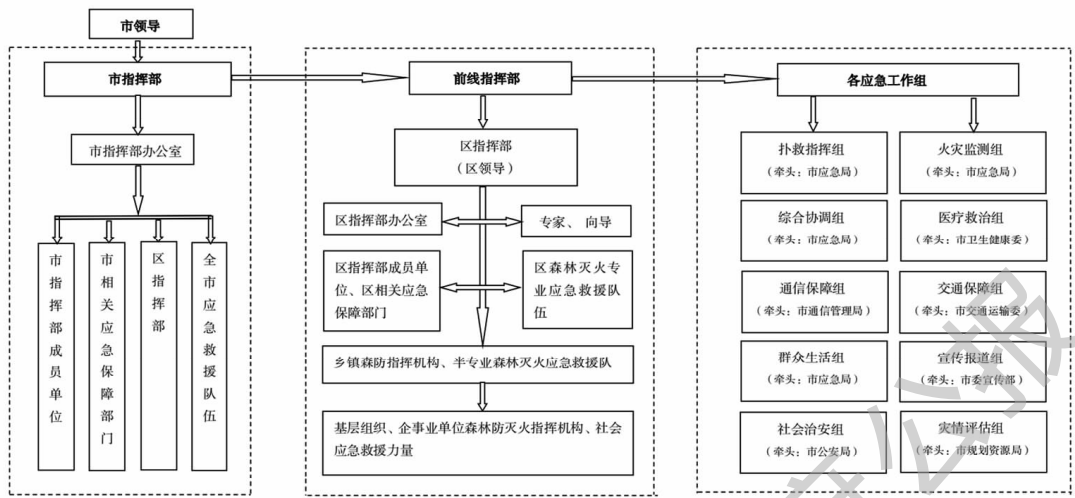 市领导
市指挥部
市指挥部办公室
市指挥部成员单位
市相关应急保障部门
区指挥部
全市应急救援队伍
前线指挥部
区指挥部
（区领导）
区指挥部办公室
专家、向导
区指挥部成员单
位、区相关应急
保障部门
区森林灭火专
业应急救援队
伍
乡镇森防指挥机构、半专业森林灭火应急救援队
基层组织、企事业单位森林防灭火指挥机构、社会
应急救援力量
各应急工作组
扑救指挥组
（牵头：市应急局）
火灾监测组
（牵头：市应急局）
综合协调组
（牵头：市应急局）
医疗救治组
（牵头：市卫生健康委）
通信保障组
（牵头：市通信管理局）
交通保障组
（牵头：市交通运输委）
群众生活组
（牵头：市应急局）
宣传报道组
（牵头：市委宣传部）
社会治安组
（牵头：市公安局）
灾情评估组
（牵头：市规划资源局）
公报